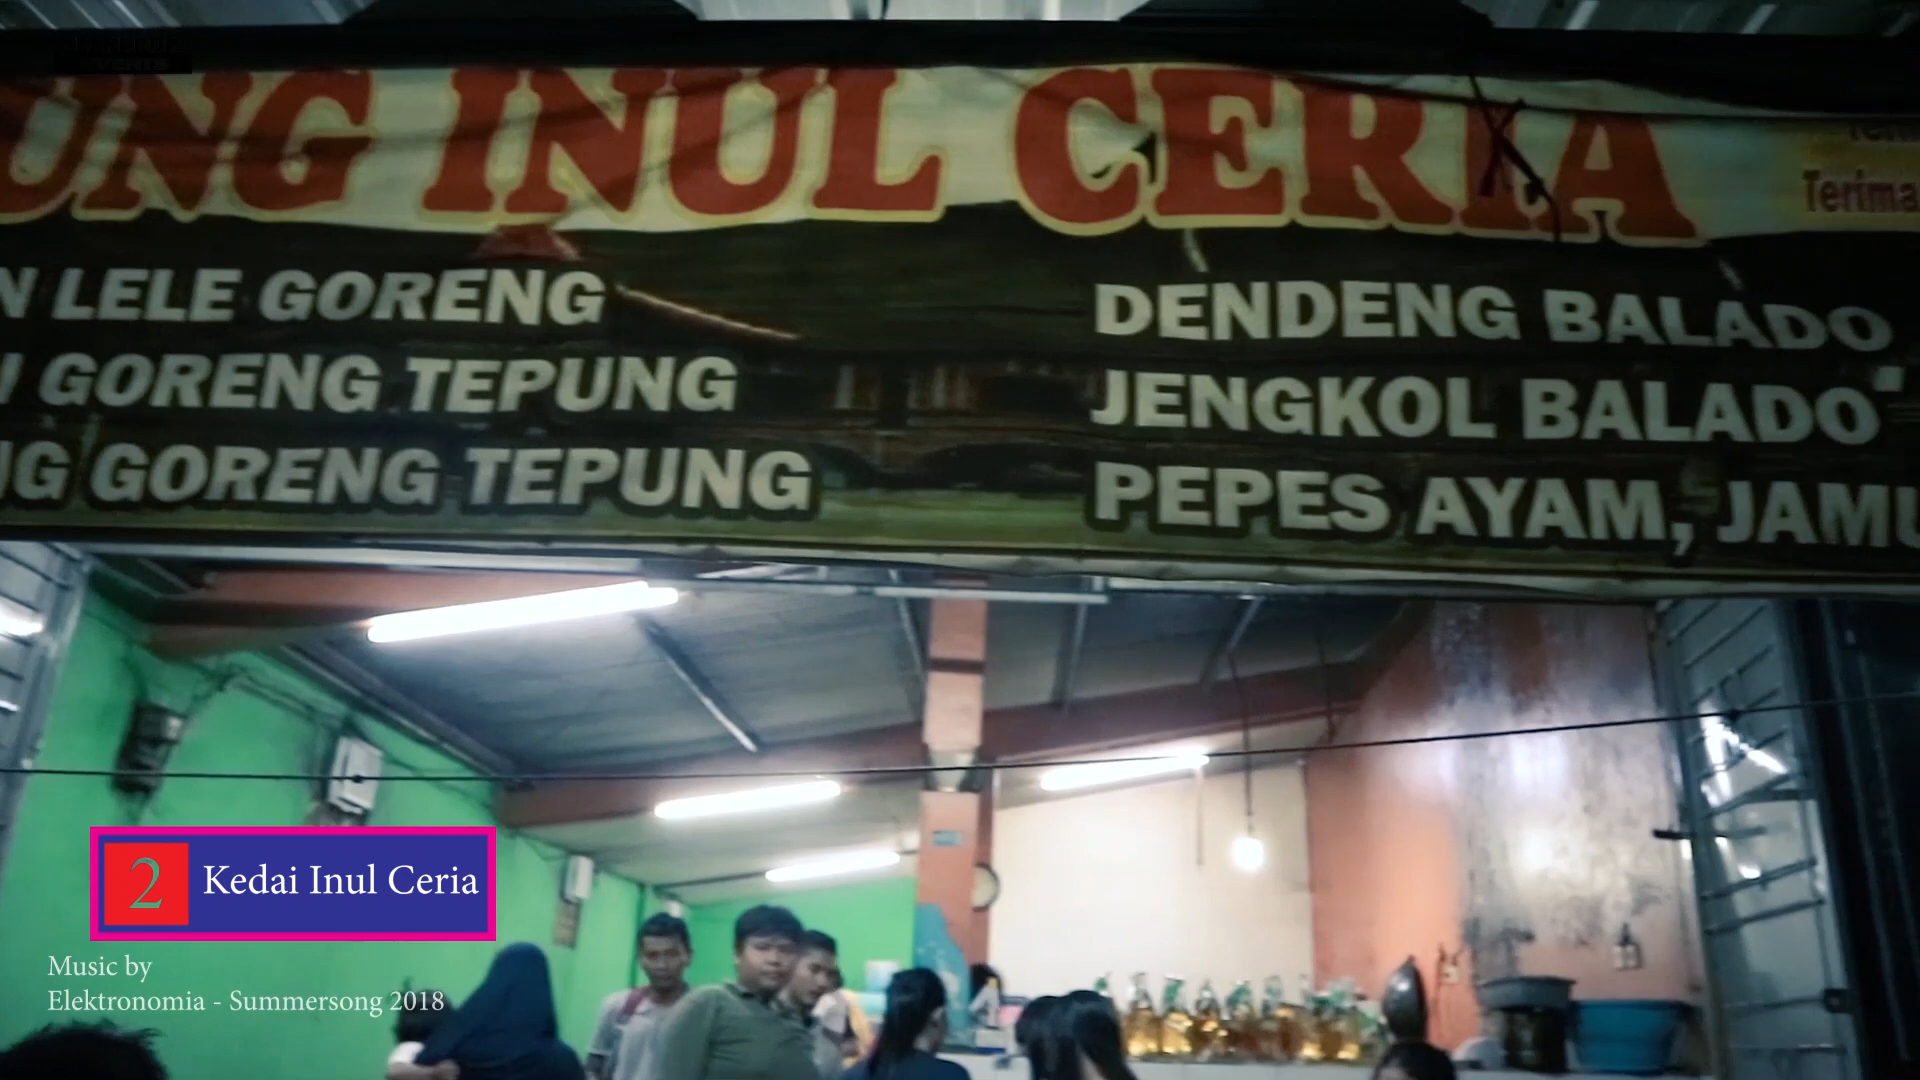 UNG INUL CERIA
Terima
N LELE GORENG
GORENG TEPUNG
NG GORENG TEPUNG
DENDENG BALADO
JENGKOL BALADO
PEPES AYAM, JAMU
2 Kedai Inul Ceria
Music by
Elektronomia - Summersong 2018